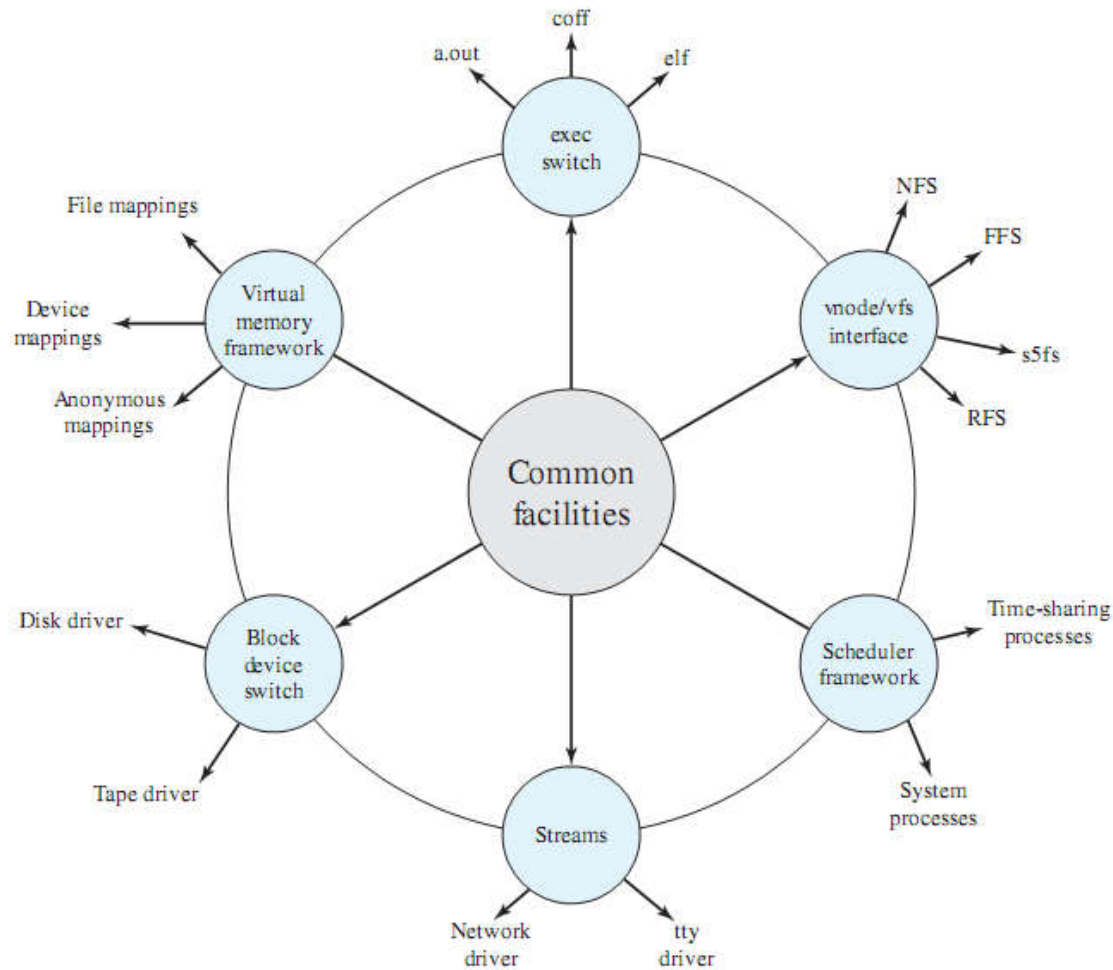 coff
a.out
elf
exec
switch
NFS
File mappings
FFS
Virtual
memory
framework
vnode/vfs
interface
Device
mappings
s5fs
Anonymous
mappings
RFS
Common
facilities
Disk driver
Block
device
switch
Time-sharing
processes
Scheduler
framework
Tape driver
System
processes
Streams
Network
driver
tty
driver